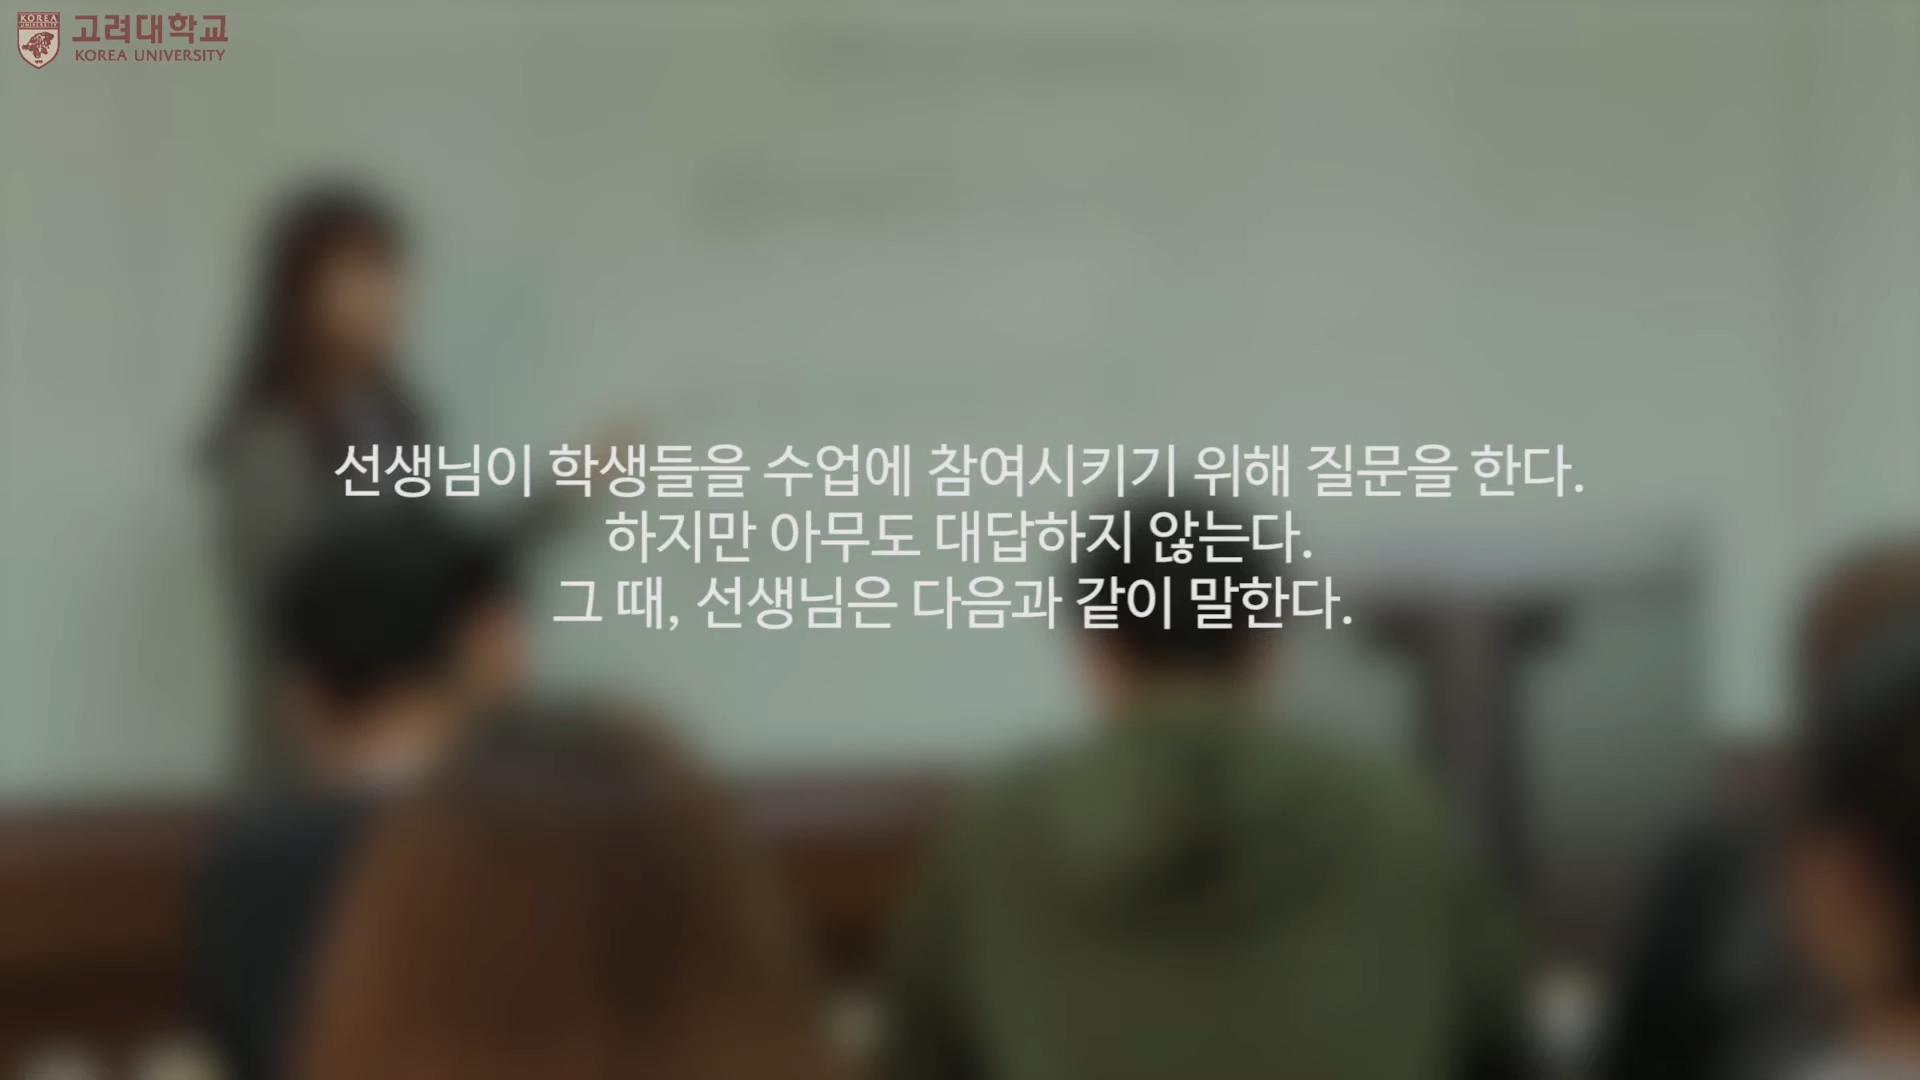 KOREA
UNIVERSITY
고려대학교
KOREA UNIVERSITY
선생님이 학생들을 수업에 참여시키기 위해 질문을 한다.
하지만 아무도 대답하지 않는다.
그 때, 선생님은 다음과 같이 말한다.